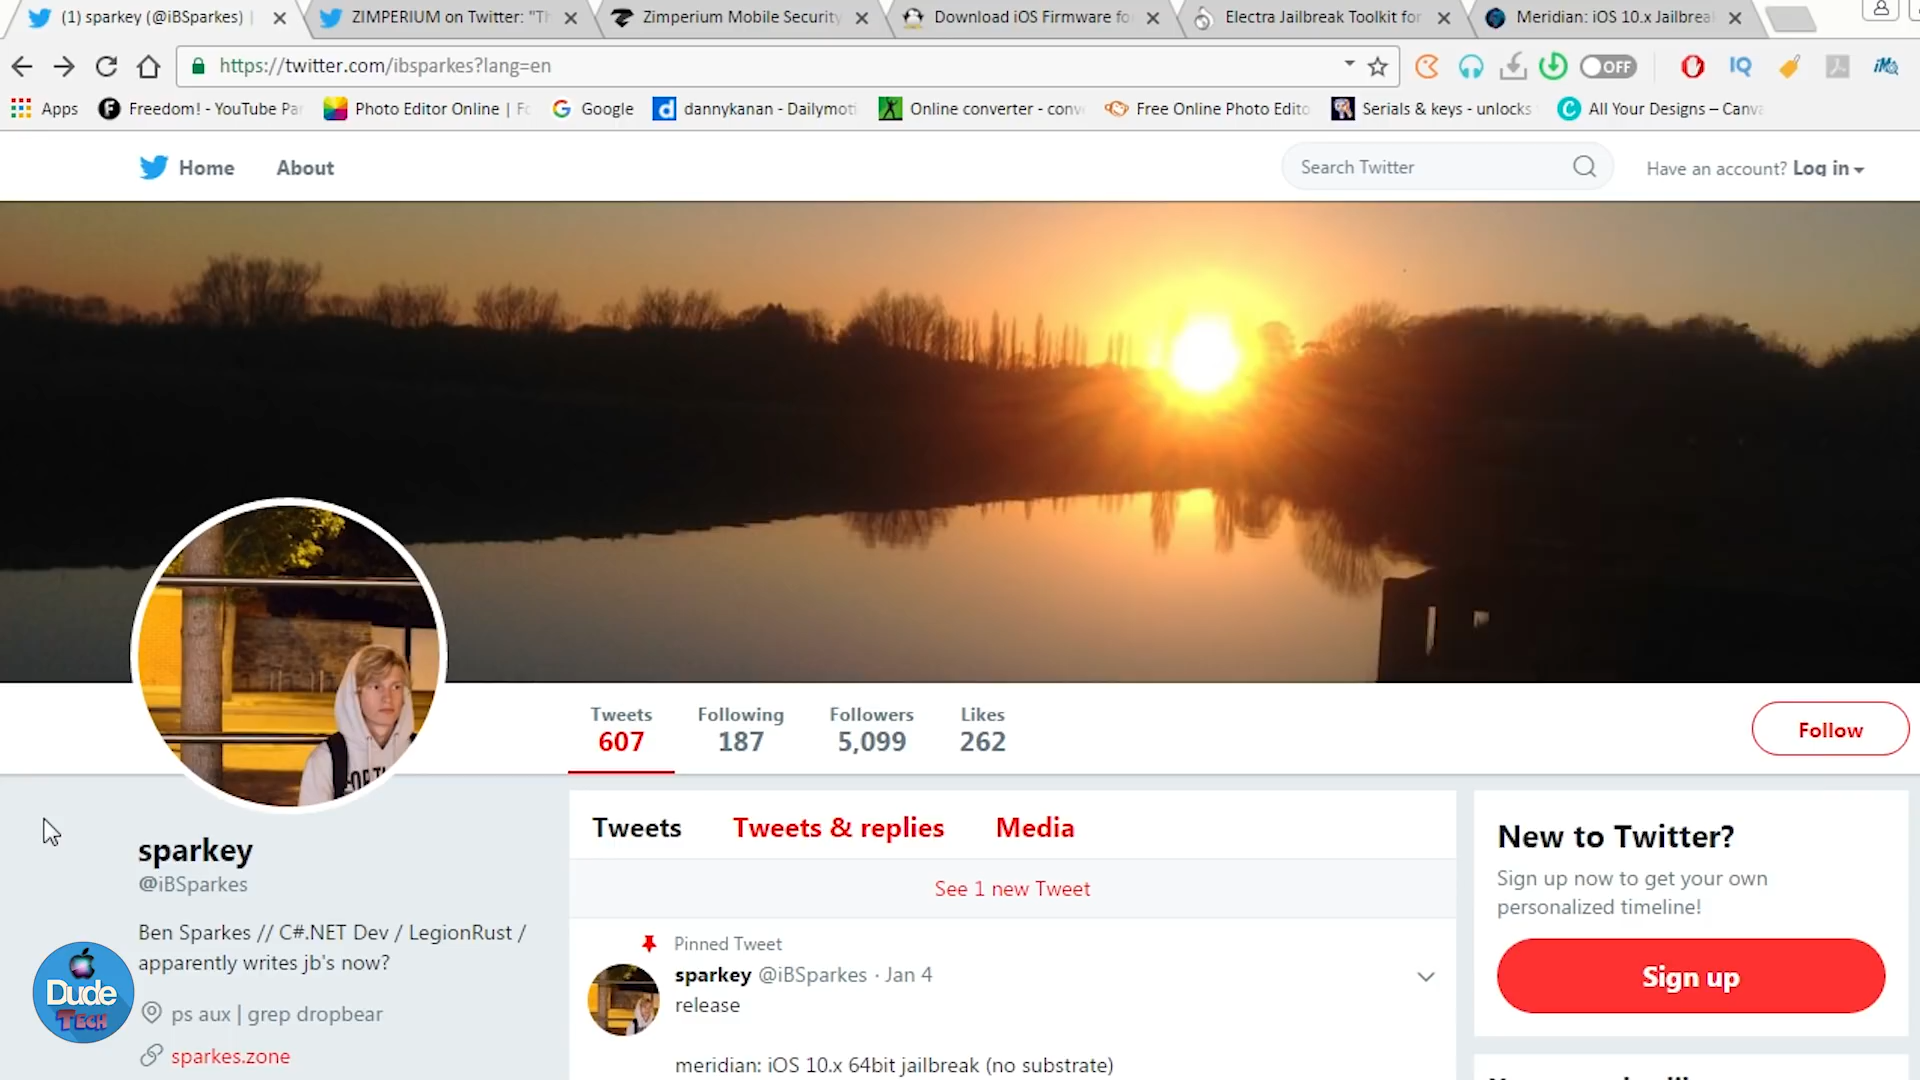 (1) sparkey (@iBSparkes) |
ZIMPERIUM on Twitter: "Th
Zimperium Mobile Security
Download iOS Firmware fo
Electra Jailbreak Toolkit for
Meridian: iOS 10.x Jailbrea
https://twitter.com/ibsparkes?lang=en
OFF
IQ
Apps
Freedom! - YouTube Par
Photo Editor Online | Fo
Google
dannykanan - Dailymoti
Online converter - conv
Free Online Photo Edito
Serials & keys - unlocks
All Your Designs – Canva
Home
About
Search Twitter
Have an account? Log in
Tweets
Following
Followers
Likes
607
187
5,099
262
Follow
sparkey
@iBSparkes
Ben Sparkes // C#.NET Dev / LegionRust /
apparently writes jb's now?
ps aux | grep dropbear
sparkes.zone
Dude
TECH
Tweets
Tweets & replies
Media
See 1 new Tweet
Pinned Tweet
sparkey @iBSparkes · Jan 4
release
meridian: iOS 10.x 64bit jailbreak (no substrate)
New to Twitter?
Sign up now to get your own
personalized timeline!
Sign up